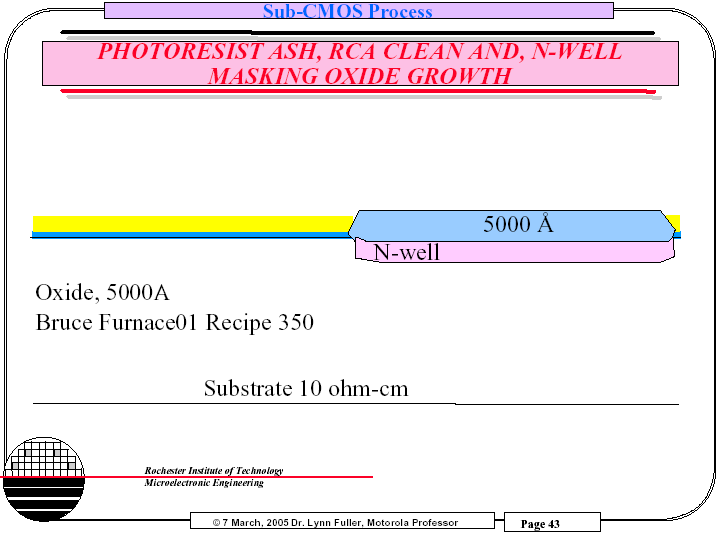 Sub-CMOS Process
PHOTORESIST ASH, RCA CLEAN AND, N-WELL
MASKING OXIDE GROWTH
5000 Å
N-well
Oxide, 5000A
Bruce Furnace01 Recipe 350
Substrate 10 ohm-cm
Rochester Institute of Technology
Microelectronic Engineering
© 7 March, 2005 Dr. Lynn Fuller, Motorola Professor
Page 43